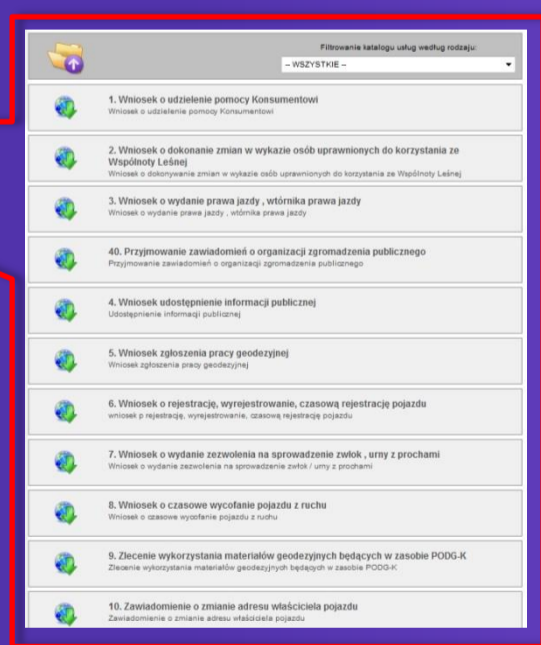 Filtrowanie katalogu usług według rodzaju:
-- WSZYSTKIE --
1. Wniosek o udzielenie pomocy Konsumentowi
Wniosek o udzielenie pomocy Konsumentowi
2. Wniosek o dokonanie zmian w wykazie osób uprawnionych do korzystania ze
Wspólnoty Leśnej
Wniosek o dokonywanie zmian w wykazie osób uprawnionych do korzystania ze Wspólnoty Leśnej
3. Wniosek o wydanie prawa jazdy , wtórnika prawa jazdy
Wniosek o wydanie prawa jazdy , wtórnika prawa jazdy
40. Przyjmowanie zawiadomień o organizacji zgromadzenia publicznego
Przyjmowanie zawiadomień o organizacji zgromadzenia publicznego
4. Wniosek udostępnienie informacji publicznej
Udostępnienie informacji publicznej
5. Wniosek zgłoszenia pracy geodezyjnej
Wniosek zgłoszenia pracy geodezyjnej
6. Wniosek o rejestrację, wyrejestrowanie, czasową rejestrację pojazdu
wniosek p rejestrację, wyrejestrowanie, czasową rejestrację pojazdu
7. Wniosek o wydanie zezwolenia na sprowadzenie zwłok , urny z prochami
Wniosek o wydanie zezwolenia na sprowadzenie zwłok / urny z prochami
8. Wniosek o czasowe wycofanie pojazdu z ruchu
Wniosek o czasowe wycofanie pojazdu z ruchu
9. Zlecenie wykorzystania materiałów geodezyjnych będących w zasobie PODG-K
Zlecenie wykorzystania materiałów geodezyjnych będących w zasobie PODG-K
10. Zawiadomienie o zmianie adresu właściciela pojazdu
Zawiadomienie o zmianie adresu właściciela pojazdu